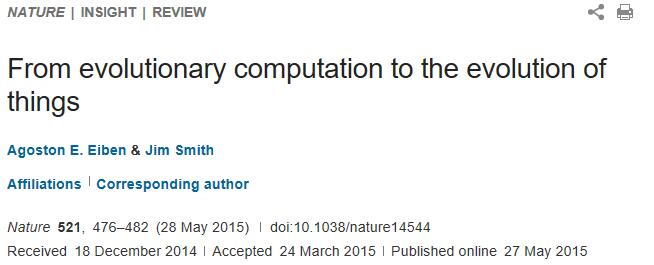 NATURE | INSIGHT | REVIEW
From evolutionary computation to the evolution of
things
Agoston E. Eiben & Jim Smith
Affiliations | Corresponding author
Nature 521, 476–482 (28 May 2015) | doi:10.1038/nature14544
Received 18 December 2014 | Accepted 24 March 2015 | Published online 27 May 2015